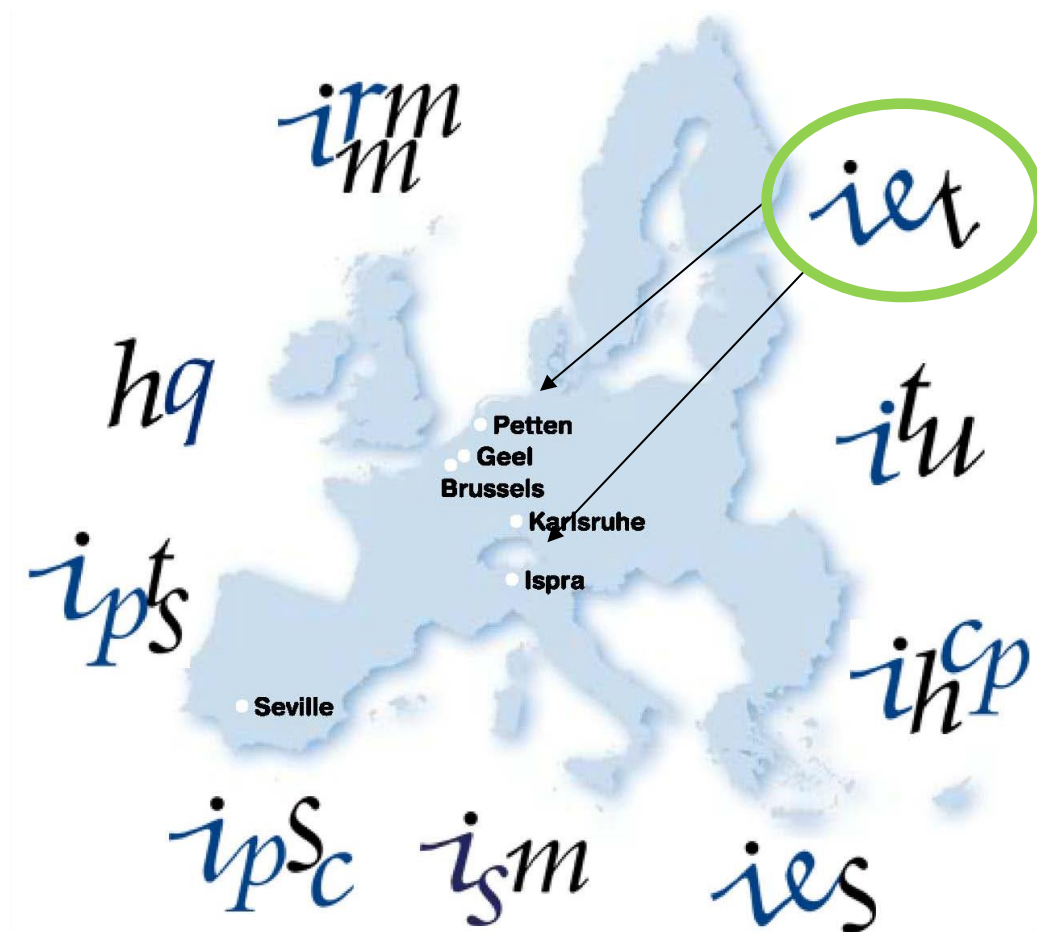 irmm
iet
hq
itu
Petten
Geel
Brussels
Karlsruhe
ipts
Ispra
ihcp
Seville
ipsc
ism
ies